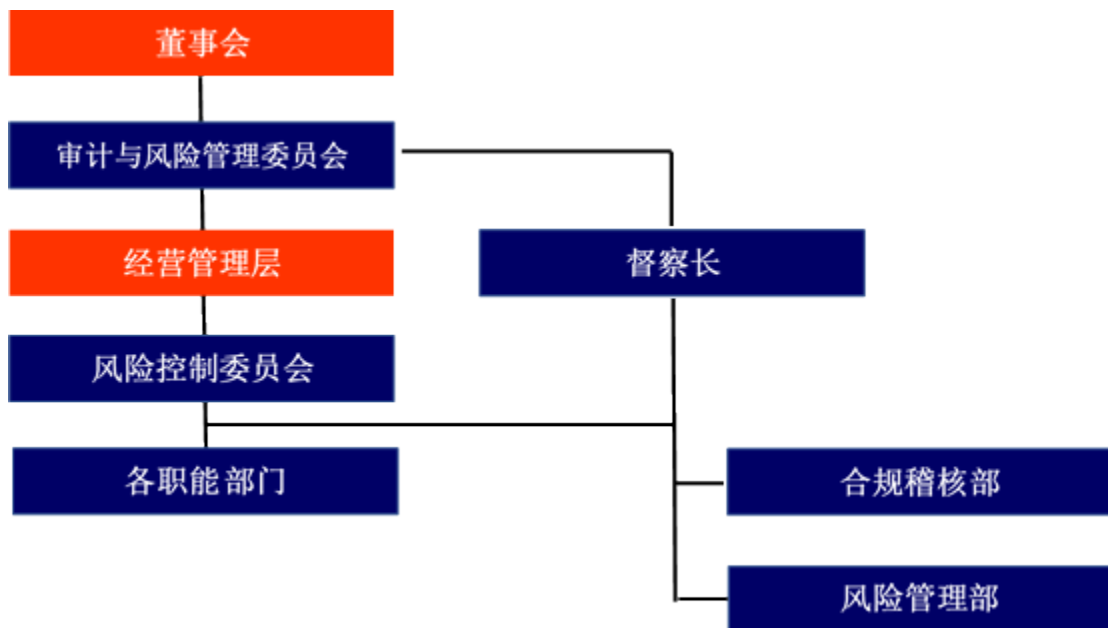 董事会
审计与风险管理委员会
经营管理层
督察长
风险控制委员会
各职能部门
合规稽核部
风险管理部